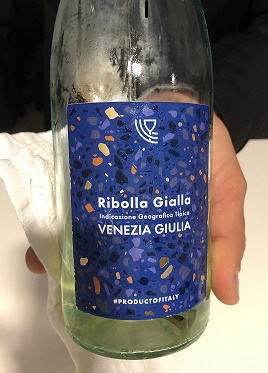 Ribolla Gialla
Indicazione Geografica Tipica
VENEZIA GIULIA
#PRODUCTOFITALY